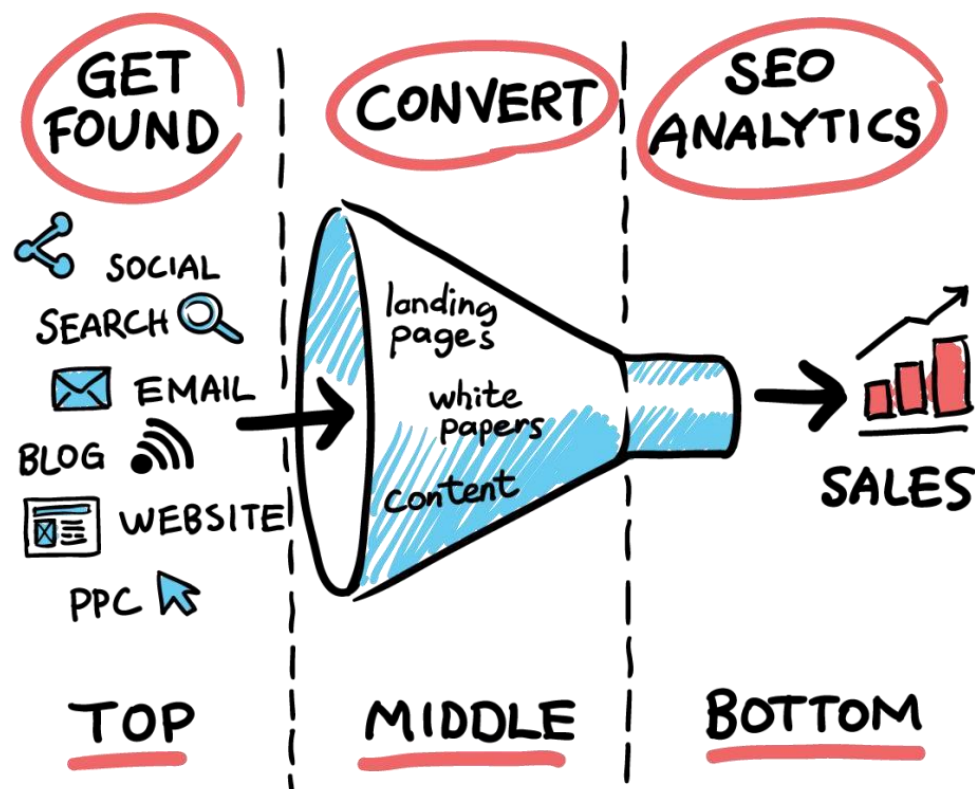 GET
FOUND
CONVERT
SEO
ANALYTICS
SOCIAL
SEARCH
EMAIL
BLOG
WEBSITE
PPC
landing
pages
white
papers
content
SALES
TOP
MIDDLE
BOTTOM